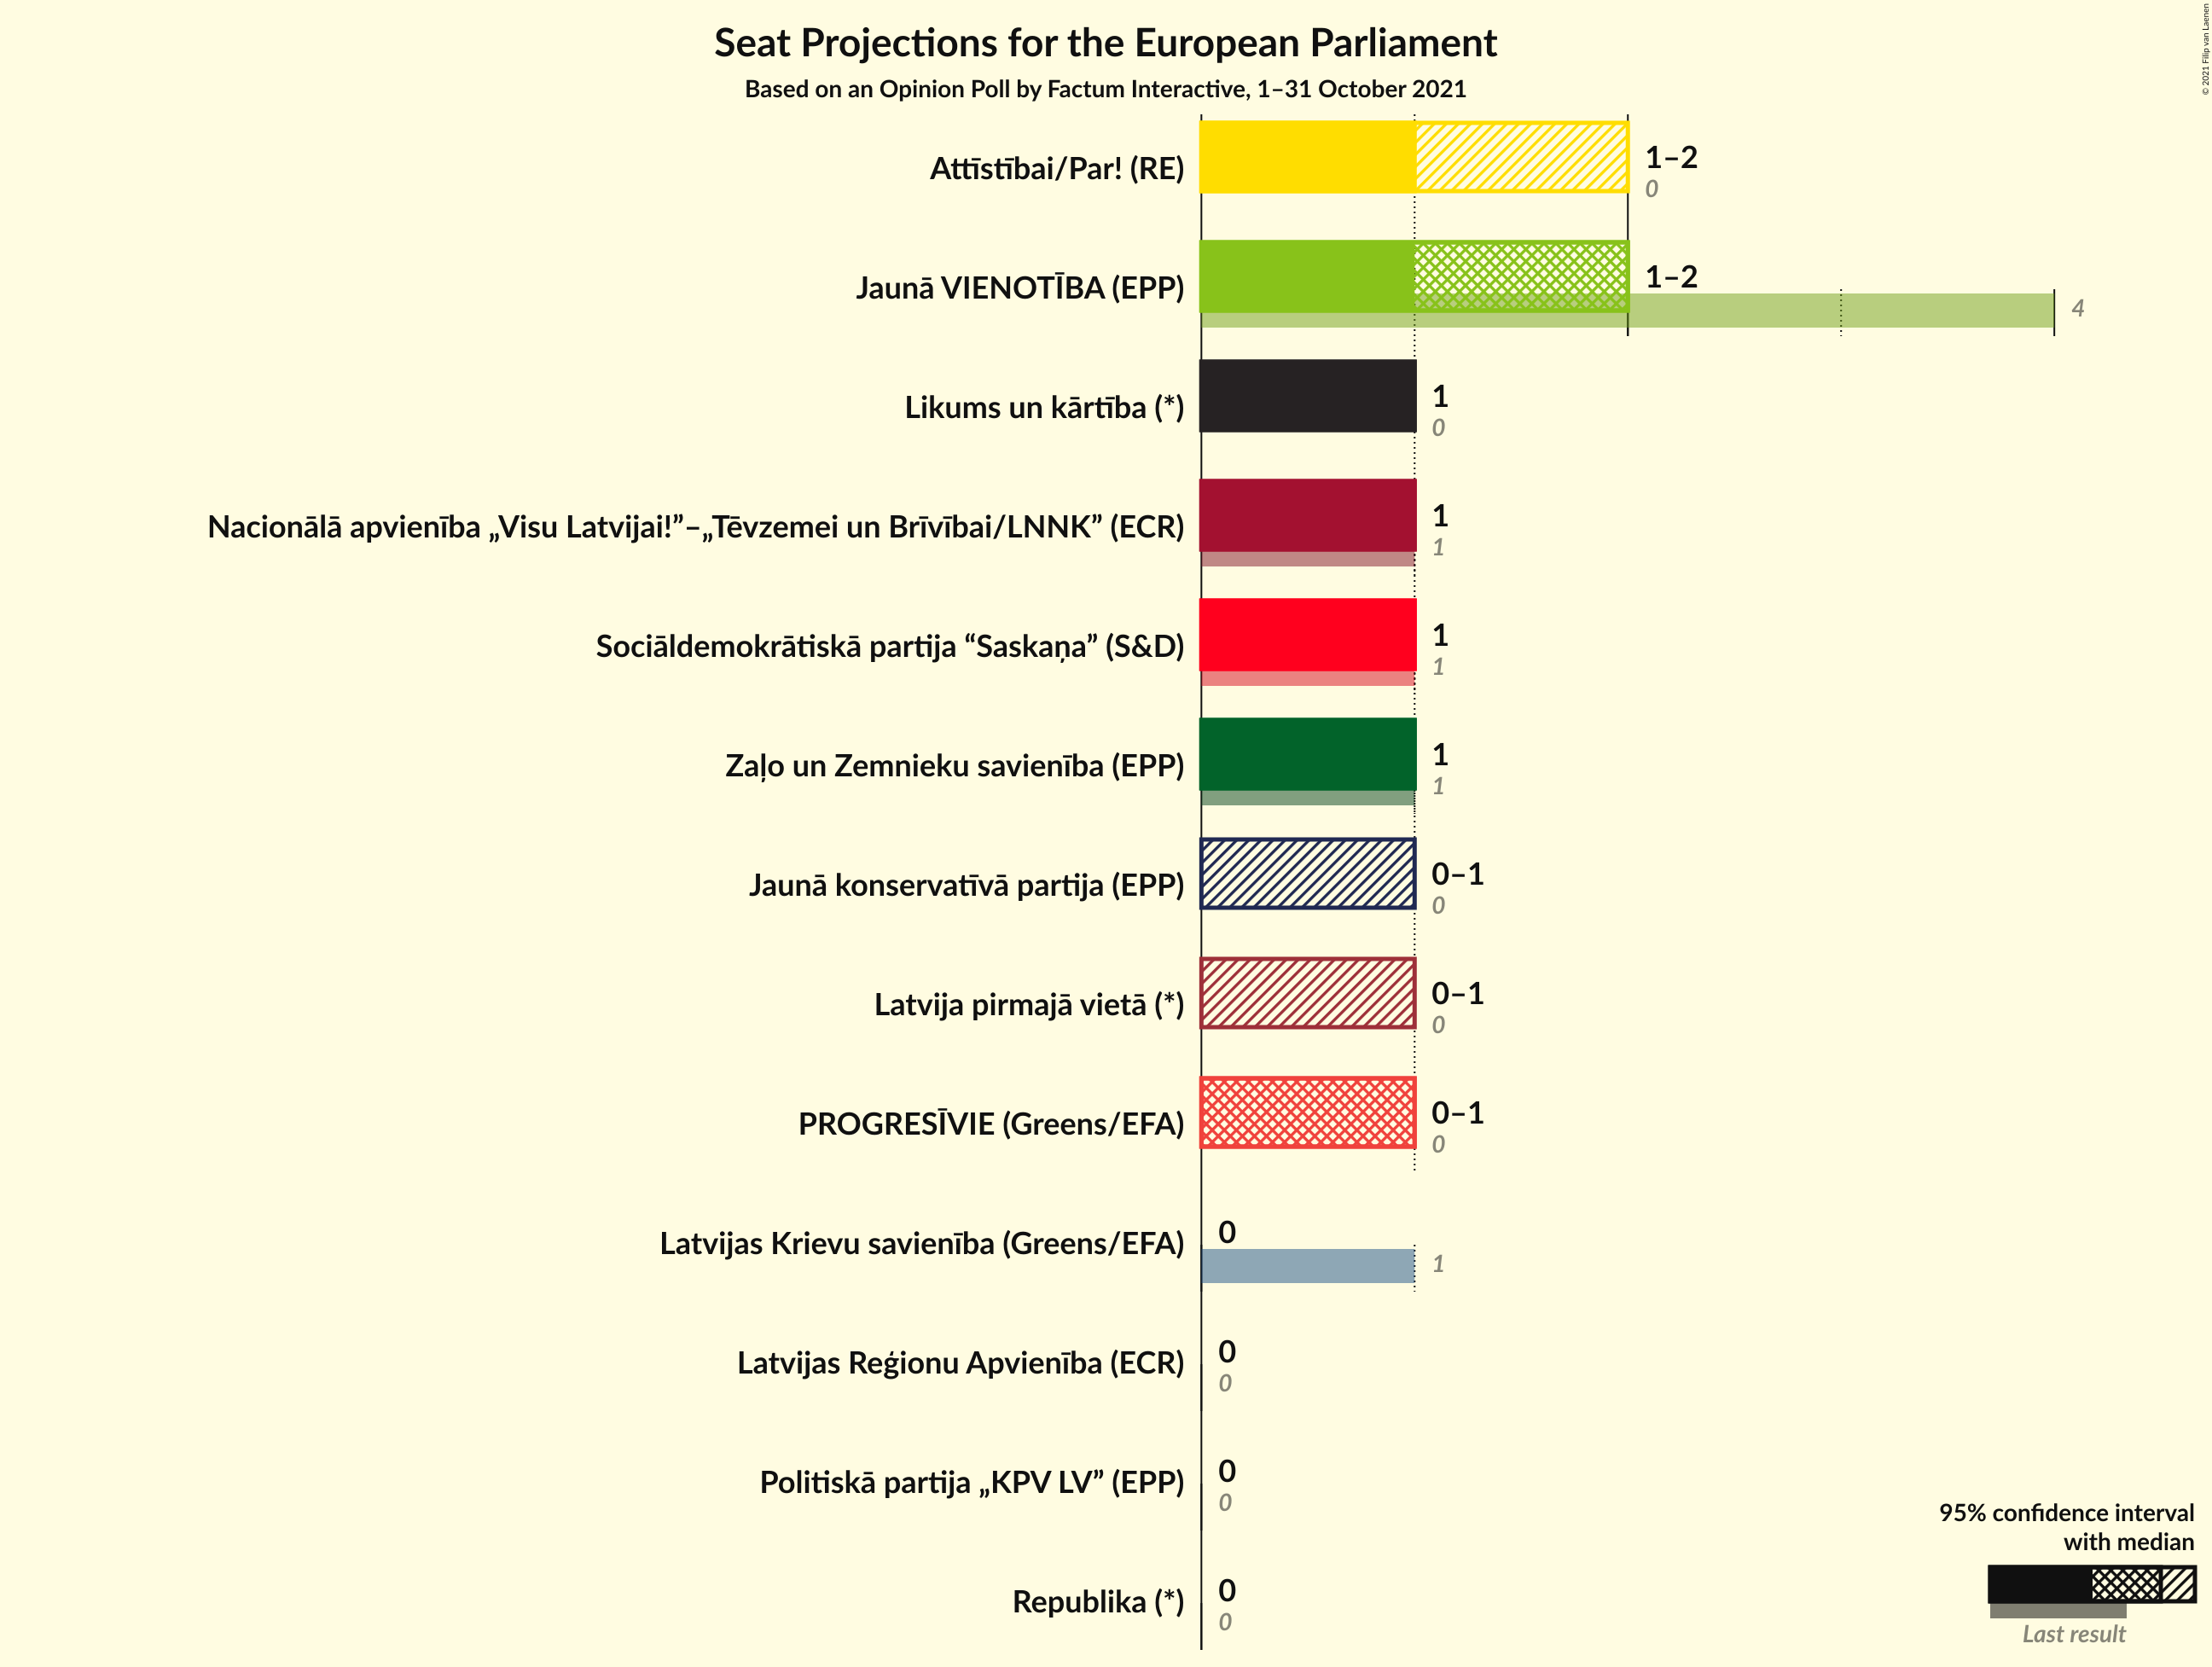 Seat Projections for the European Parliament
Based on an Opinion Poll by Factum Interactive, 1–31 October 2021
© 2021 Filip van Laenen
Attīstībai/Par! (RE)
1–2
0
Jaunā VIENOTĪBA (EPP)
1–2
4
Likums un kārtība (*)
1
0
Nacionālā apvienība „Visu Latvijai!”–„Tēvzemei un Brīvībai/LNNK” (ECR)
1
1
Sociāldemokrātiskā partija “Saskaņa” (S&D)
1
1
Zaļo un Zemnieku savienība (EPP)
1
1
Jaunā konservatīvā partija (EPP)
0–1
0
Latvija pirmajā vietā (*)
0–1
0
PROGRESĪVIE (Greens/EFA)
0–1
0
Latvijas Krievu savienība (Greens/EFA)
0
1
Latvijas Reģionu Apvienība (ECR)
0
0
Politiskā partija „KPV LV” (EPP)
0
0
Republika (*)
0
0
95% confidence interval
with median
Last result